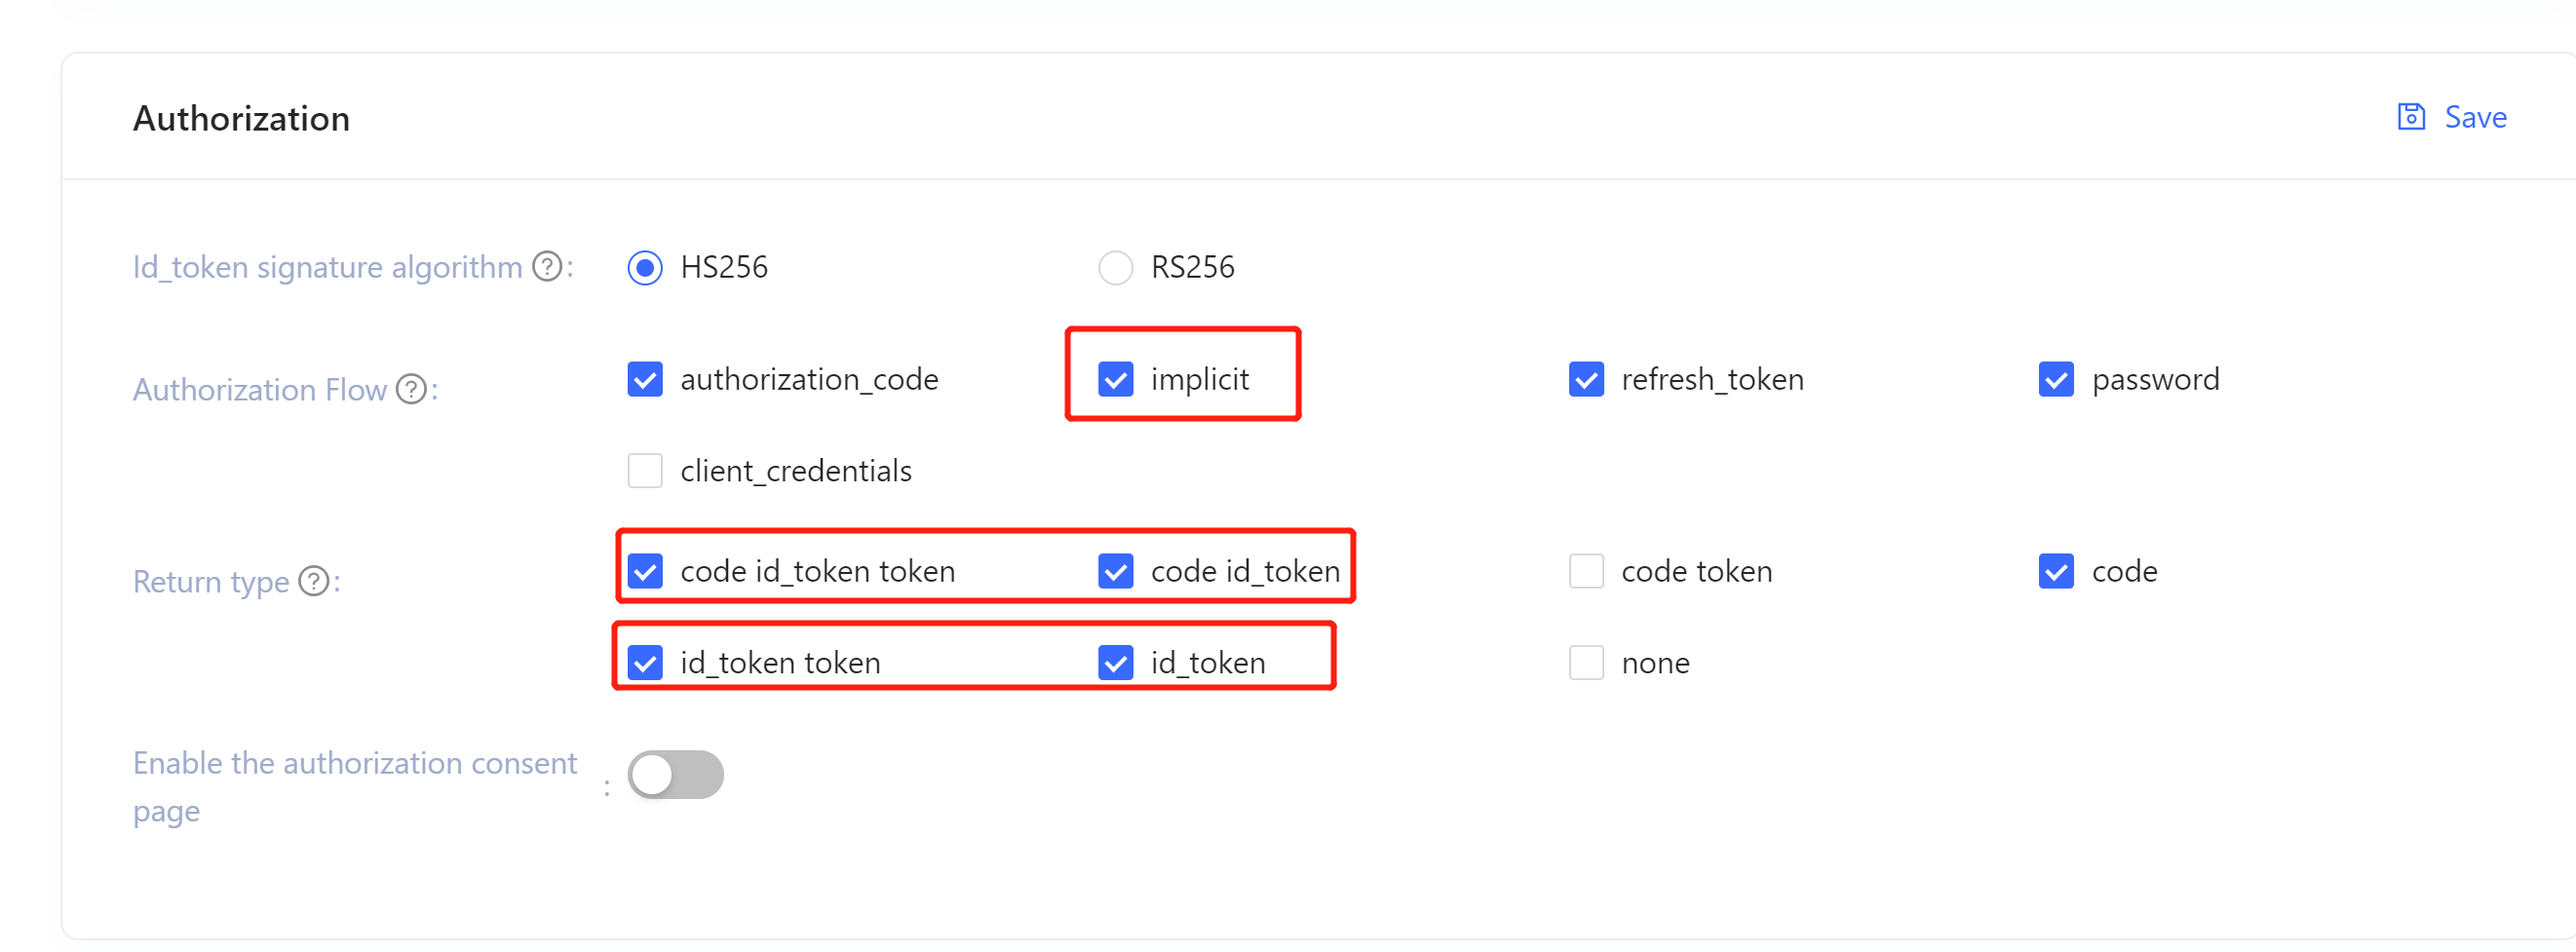 Authorization
Save
Id_token signature algorithm ? :
HS256
RS256
Authorization Flow ? :
authorization_code
implicit
refresh_token
password
client_credentials
Return type ? :
code id_token token
code id_token
code token
code
id_token token
id_token
none
Enable the authorization consent
page :